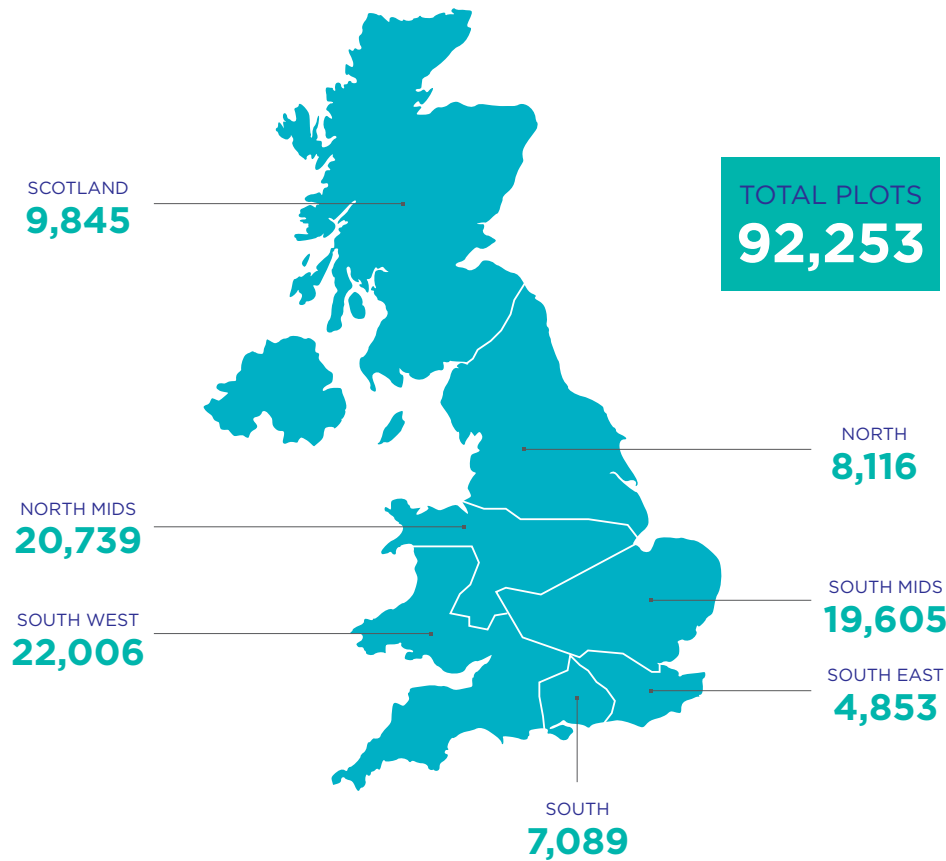 SCOTLAND
9,845
TOTAL PLOTS
92,253
NORTH
8,116
NORTH MIDS
20,739
SOUTH MIDS
19,605
SOUTH WEST
22,006
SOUTH EAST
4,853
SOUTH
7,089